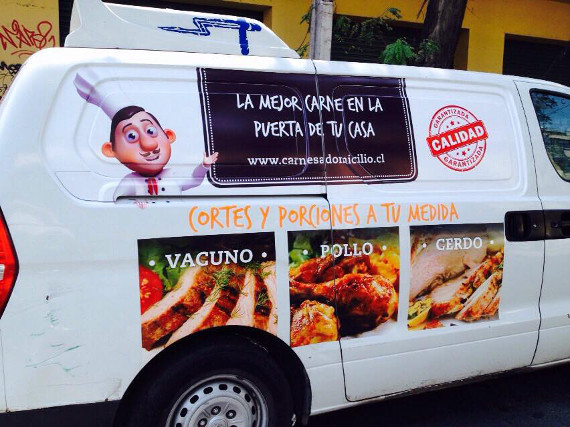 LA MEJOR CARNE EN LA
PUERTA DE TU CASA
www.carnesadomicilio.cl
GARANTIZADA
CALIDAD
GARANTIZADA
CORTES Y PORCIONES A TU MEDIDA
• VACUNO •
• POLLO •
• CERDO •